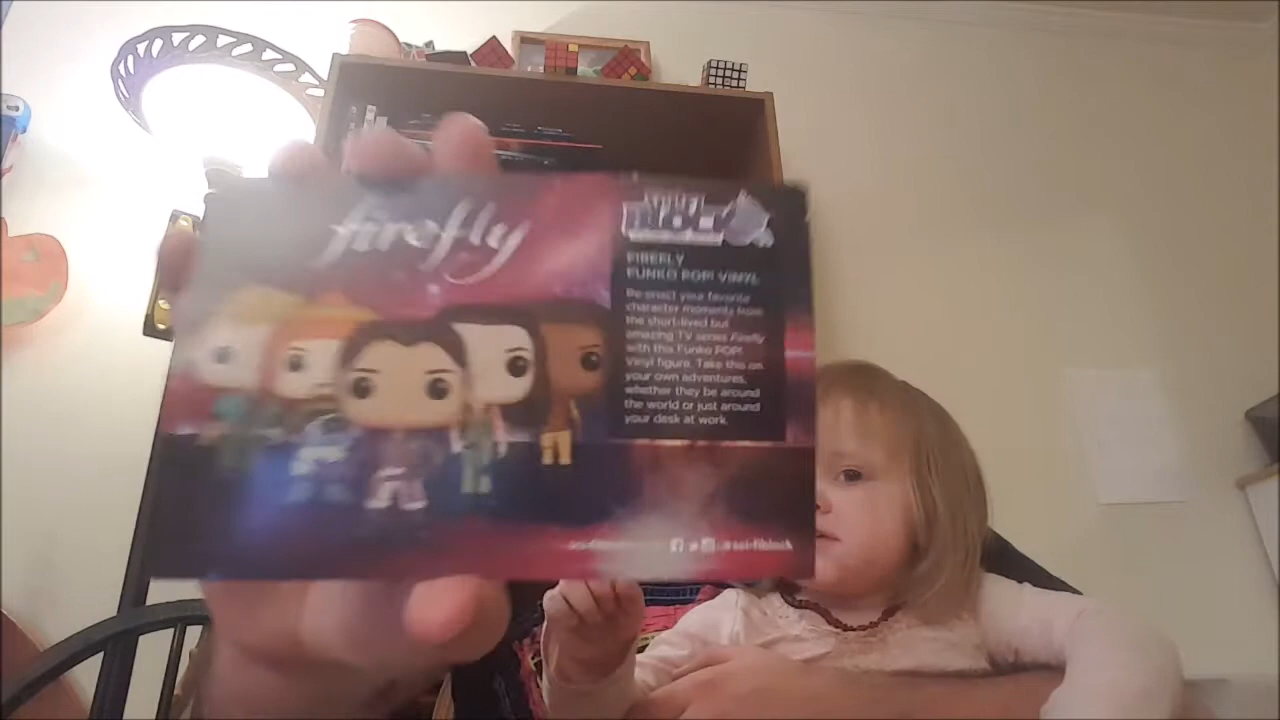 firefly
FIREFLY
FUNKO POP! VINYL
Re-enact your favorite
character moments from
the short-lived but
amazing TV series Firefly
with this Funko POP!
Vinyl figure. Take this on
your own adventures,
whether they be around
the world or just around
your desk at work.